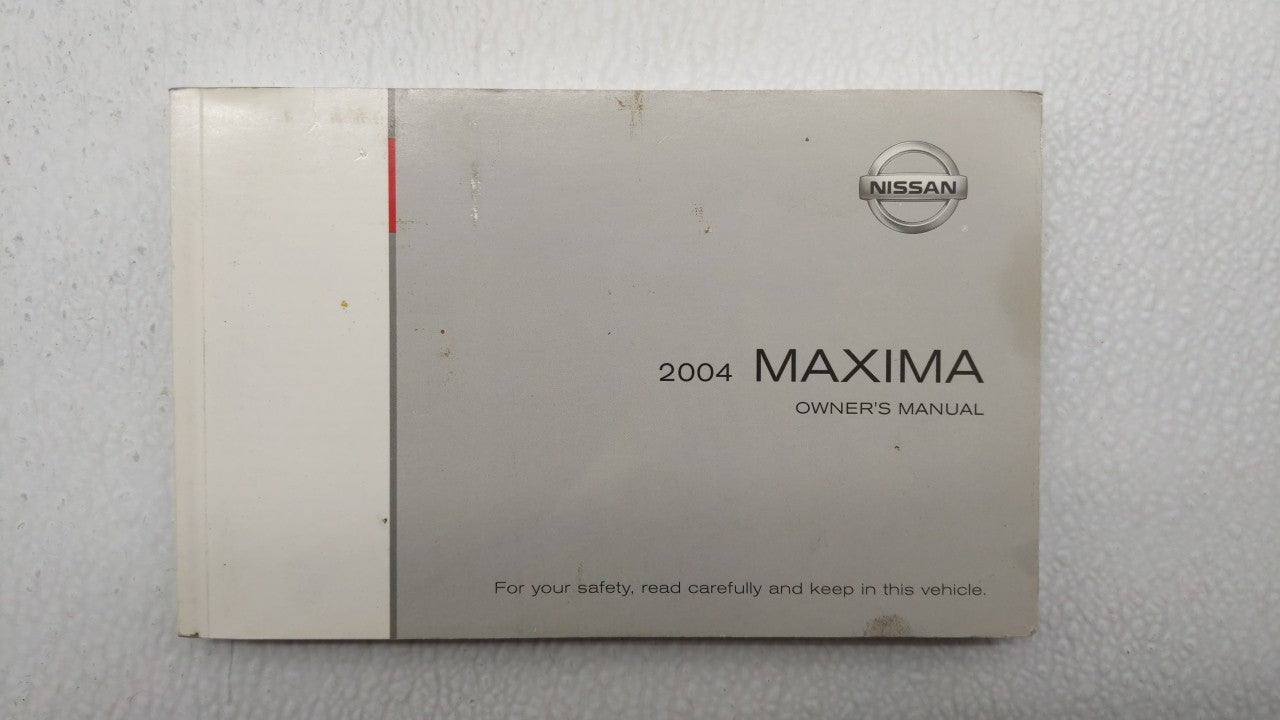 NISSAN
2004 MAXIMA
OWNER'S MANUAL
For your safety, read carefully and keep in this vehicle.